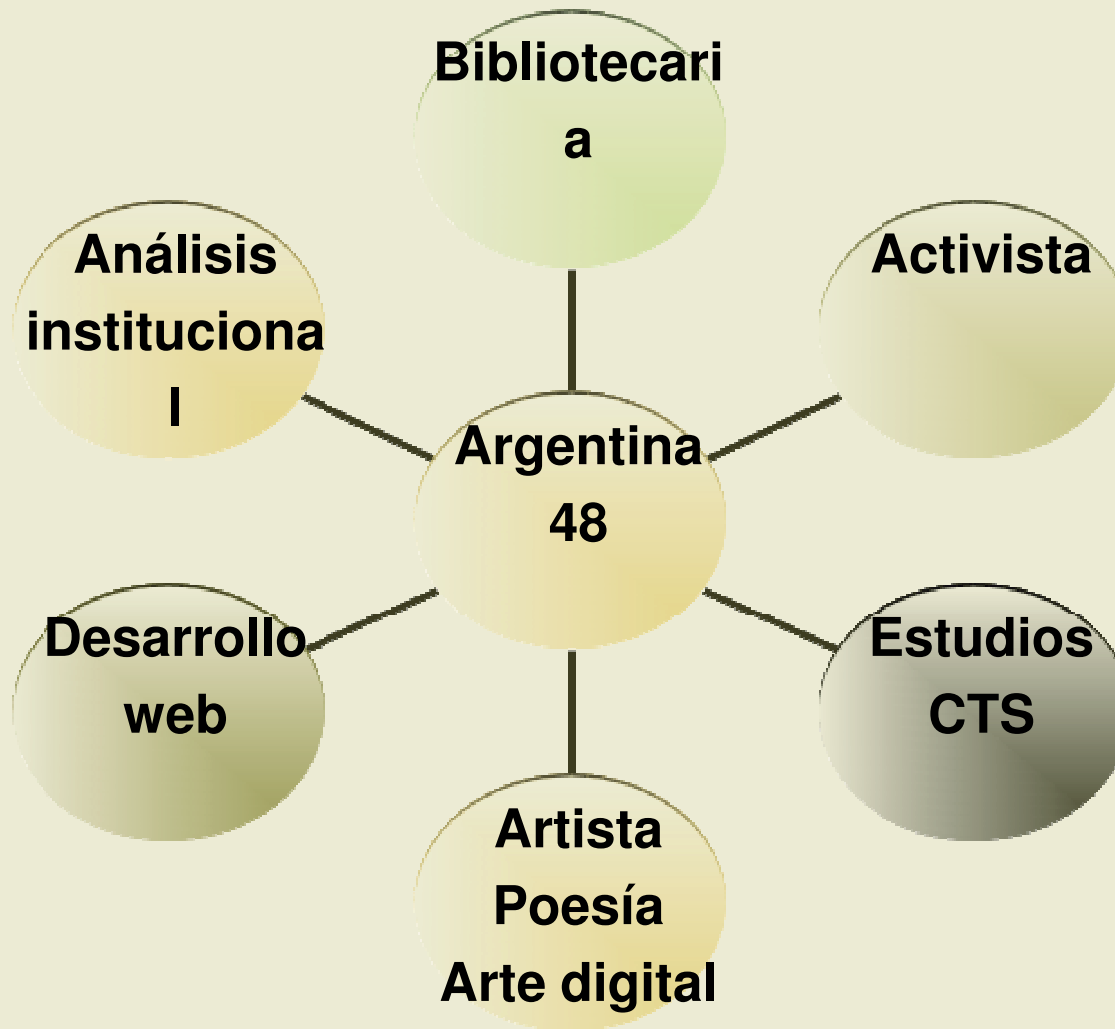 Bibliotecari
a
Análisis
instituciona
l
Activista
Argentina
48
Desarrollo
web
Estudios
CTS
Artista
Poesía
Arte digital